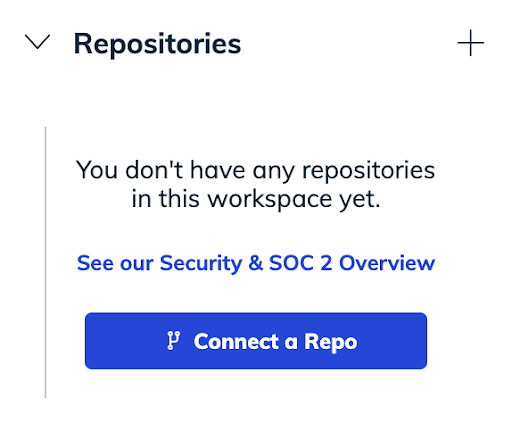 Repositories
You don't have any repositories
in this workspace yet.
See our Security & SOC 2 Overview
Connect a Repo